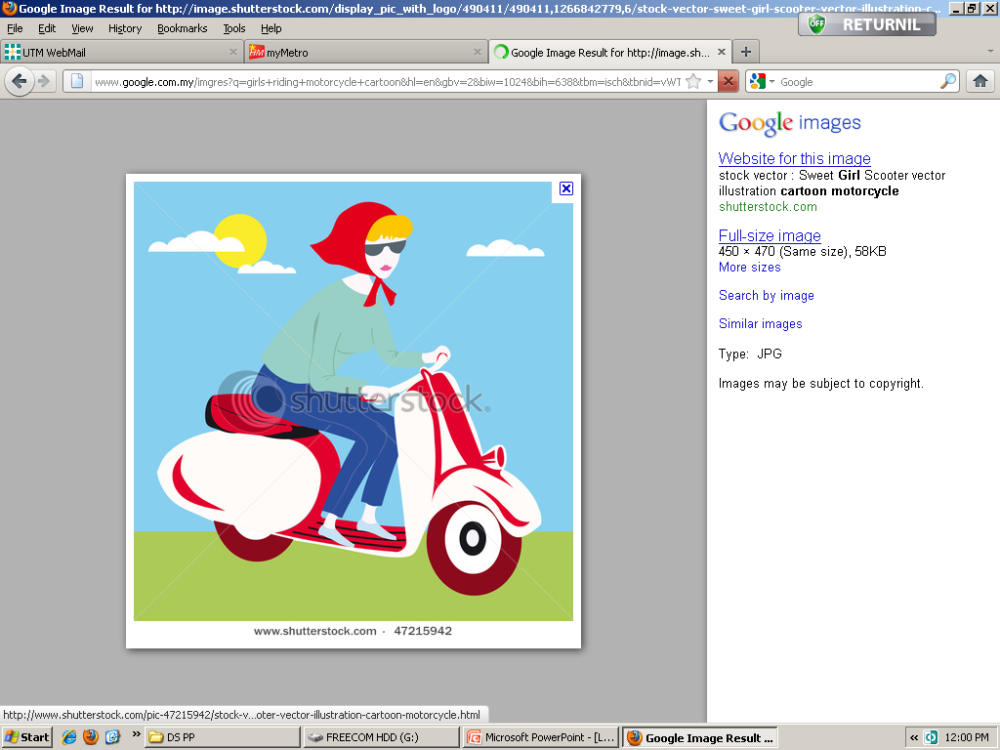 Google Image Result for http://image.shutterstock.com/display_pic_with_logo/490411/490411,1266842779,6/stock-vector-sweet-girl-scooter-vector-illustration-c...
File Edit View History Bookmarks Tools Help
OFF RETURNIL
UTM WebMail
myMetro
Google Image Result for http://image.sh...
www.google.com.my/imgres?q=girls+riding+motorcycle+cartoon&hl=en&gbv=2&biw=1024&bih=638&tbm=isch&tbnid=vWT
Google
Google images
Website for this image
stock vector : Sweet Girl Scooter vector
illustration cartoon motorcycle
shutterstock.com
Full-size image
450 × 470 (Same size), 58KB
More sizes
Search by image
Similar images
Type: JPG
Images may be subject to copyright.
shutterstock.
www.shutterstock.com · 47215942
http://www.shutterstock.com/pic-47215942/stock-v...oter-vector-illustration-cartoon-motorcycle.html
Start
DS PP
FREECOM HDD (G:)
Microsoft PowerPoint - [L...
Google Image Result ...
12:00 PM